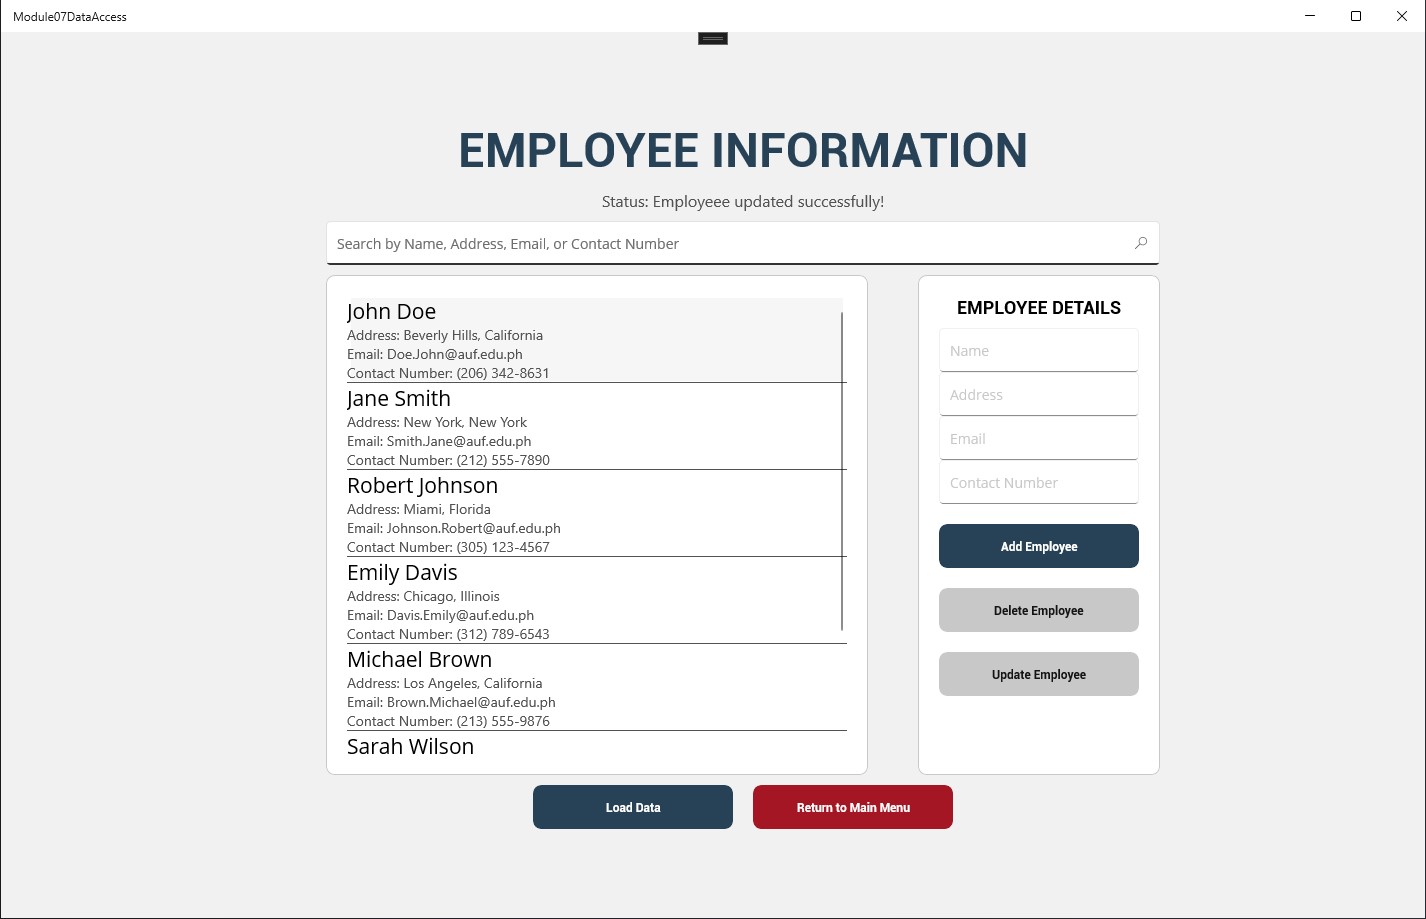 Module07DataAccess
EMPLOYEE INFORMATION
Status: Employeee updated successfully!
Search by Name, Address, Email, or Contact Number
John Doe
Address: Beverly Hills, California
Email: Doe.John@auf.edu.ph
Contact Number: (206) 342-8631
Jane Smith
Address: New York, New York
Email: Smith.Jane@auf.edu.ph
Contact Number: (212) 555-7890
Robert Johnson
Address: Miami, Florida
Email: Johnson.Robert@auf.edu.ph
Contact Number: (305) 123-4567
Emily Davis
Address: Chicago, Illinois
Email: Davis.Emily@auf.edu.ph
Contact Number: (312) 789-6543
Michael Brown
Address: Los Angeles, California
Email: Brown.Michael@auf.edu.ph
Contact Number: (213) 555-9876
Sarah Wilson
EMPLOYEE DETAILS
Name
Address
Email
Contact Number
Add Employee
Delete Employee
Update Employee
Load Data
Return to Main Menu